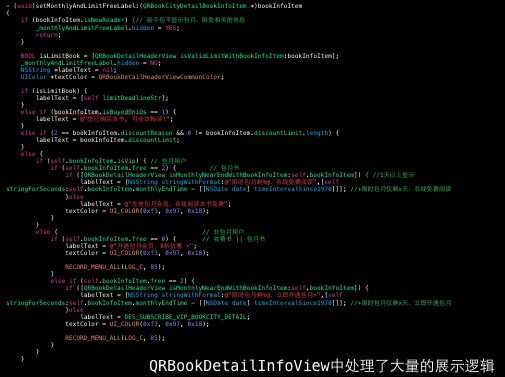 - (void)setMonthlyAndLimitFreeLabel:(QRBookCityDetailBookInfoItem *)bookInfoItem
{
if (bookInfoItem.isNewReader) {// 新手包不显示包月、限免相关的信息
_monthlyAndLimitFreeLabel.hidden = YES;
return;
}
BOOL isLimitBook = [QRBookDetailHeaderView isValidLimitWithBookInfoItem:bookInfoItem];
_monthlyAndLimitFreeLabel.hidden = NO;
NSString *labelText = nil;
UIColor *textColor = QRBookDetailHeaderViewCommonColor;
if (isLimitBook) {
labelText = [self limitDeadlineStr];
}
else if (bookInfoItem.isBuyedOniOs == 1) {
labelText = @"您已购买本书, 可全本畅读!";
}
else if (2 == bookInfoItem.discountReason && 0 != bookInfoItem.discountLimit.length) {
labelText = bookInfoItem.discountLimit;
}
else {
if (self.bookInfoItem.isVip) { // 包月用户
if (self.bookInfoItem.free == 2) { // 包月书
if ([QRBookDetailHeaderView isMonthlyNearEndWithBookInfoItem:self.bookInfoItem]) { //1天以上显示
labelText = [NSString stringWithFormat:@"限时包月剩%@，在线免费阅读",[self
stringForSeconds:self.bookInfoItem.monthlyEndTime - [[NSDate date] timeIntervalSince1970]]]; //+限时包月仅剩x天，在线免费阅读
}else
labelText = @"您是包月会员，在线阅读本书免费";
textColor = UI_COLOR(0xf3, 0x97, 0x18);
}
}
else { // 非包月用户
if (self.bookInfoItem.free == 0) { // 收费书 || 包月书
labelText = @"开通包月会员，8折优惠 >";
textColor = UI_COLOR(0xf3, 0x97, 0x18);
RECORD_MENU_ALL(LOG_C, 85);
}
else if (self.bookInfoItem.free == 2) {
if ([QRBookDetailHeaderView isMonthlyNearEndWithBookInfoItem:self.bookInfoItem]) {
labelText = [NSString stringWithFormat:@"限时包月剩%@，立即开通包月>",[self
stringForSeconds:self.bookInfoItem.monthlyEndTime - [[NSDate date] timeIntervalSince1970]]]; //+限时包月仅剩x天，立即开通包月
}else
labelText = DES_SUBSCRIBE_VIP_BOOKCITY_DETAIL;
textColor = UI_COLOR(0xf3, 0x97, 0x18);
RECORD_MENU_ALL(LOG_C, 85);
}
}
}
QRBookDetailInfoView中处理了大量的展示逻辑